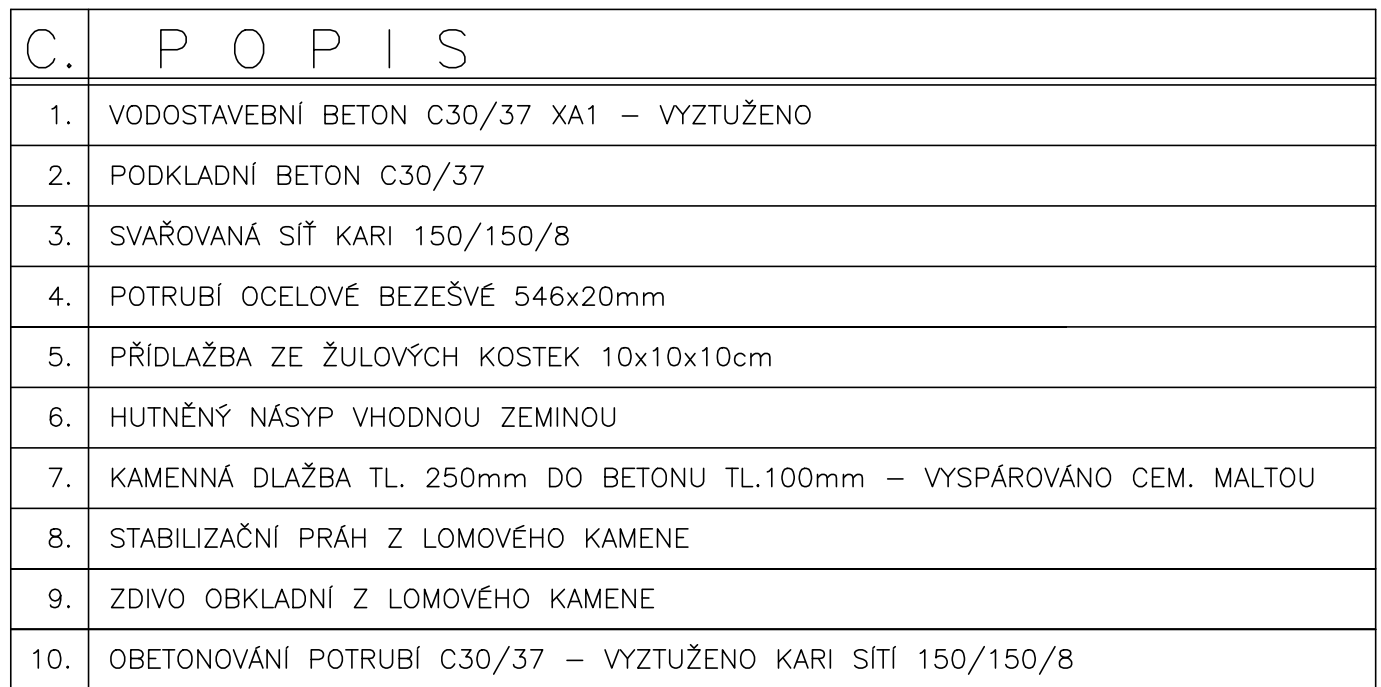 C. POPIS
1. VODOSTAVEBNÍ BETON C30/37 XA1 – VYZTUŽENO
2. PODKLADNÍ BETON C30/37
3. SVAŘOVANÁ SÍŤ KARI 150/150/8
4. POTRUBÍ OCELOVÉ BEZEŠVÉ 546x20mm
5. PŘÍDLAŽBA ZE ŽULOVÝCH KOSTEK 10x10x10cm
6. HUTNĚNÝ NÁSYP VHODNOU ZEMINOU
7. KAMENNÁ DLAŽBA TL. 250mm DO BETONU TL.100mm – VYSPÁROVÁNO CEM. MALTOU
8. STABILIZAČNÍ PRÁH Z LOMOVÉHO KAMENE
9. ZDIVO OBKLADNÍ Z LOMOVÉHO KAMENE
10. OBETONOVÁNÍ POTRUBÍ C30/37 – VYZTUŽENO KARI SÍTÍ 150/150/8